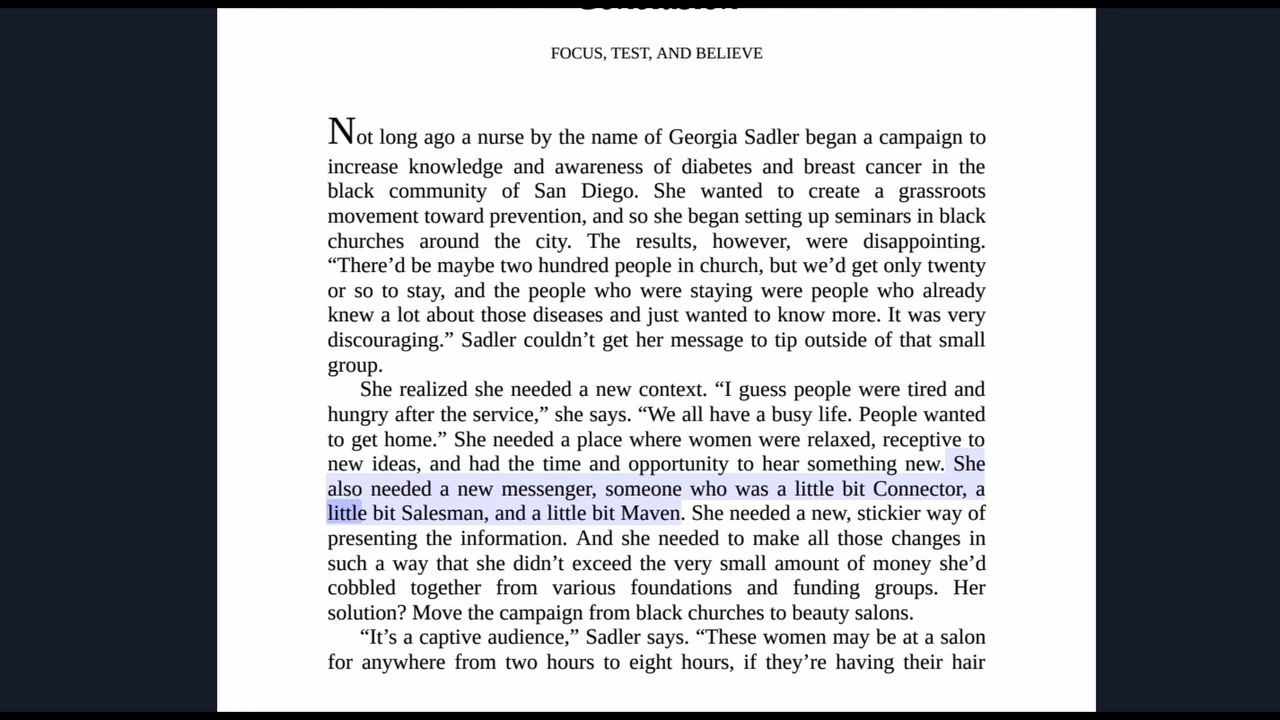 FOCUS, TEST, AND BELIEVE
Not long ago a nurse by the name of Georgia Sadler began a campaign to
increase knowledge and awareness of diabetes and breast cancer in the
black community of San Diego. She wanted to create a grassroots
movement toward prevention, and so she began setting up seminars in black
churches around the city. The results, however, were disappointing.
“There’d be maybe two hundred people in church, but we’d get only twenty
or so to stay, and the people who were staying were people who already
knew a lot about those diseases and just wanted to know more. It was very
discouraging.” Sadler couldn’t get her message to tip outside of that small
group.
She realized she needed a new context. “I guess people were tired and
hungry after the service,” she says. “We all have a busy life. People wanted
to get home.” She needed a place where women were relaxed, receptive to
new ideas, and had the time and opportunity to hear something new. She
also needed a new messenger, someone who was a little bit Connector, a
little bit Salesman, and a little bit Maven. She needed a new, stickier way of
presenting the information. And she needed to make all those changes in
such a way that she didn’t exceed the very small amount of money she’d
cobbled together from various foundations and funding groups. Her
solution? Move the campaign from black churches to beauty salons.
“It’s a captive audience,” Sadler says. “These women may be at a salon
for anywhere from two hours to eight hours, if they’re having their hair